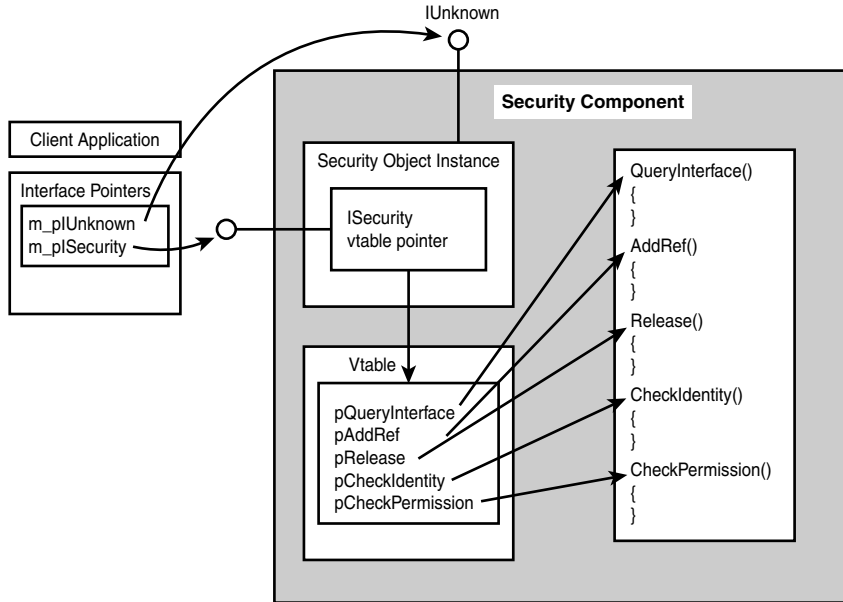 IUnknown
Security Component
Client Application
Interface Pointers
m_pIUnknown
m_pISecurity
Security Object Instance
ISecurity
vtable pointer
Vtable
pQueryInterface
pAddRef
pRelease
pCheckIdentity
pCheckPermission
QueryInterface()
{
}
AddRef()
{
}
Release()
{
}
CheckIdentity()
{
}
CheckPermission()
{
}